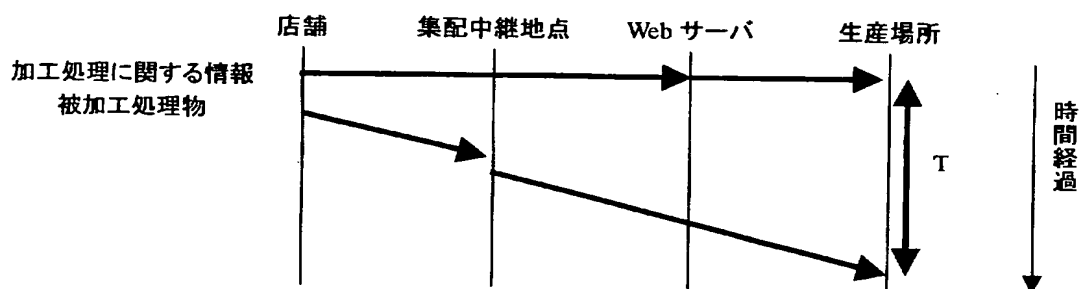 店舗
集配中継地点
Web サーバ
生産場所
加工処理に関する情報
被加工処理物
T
時間経過